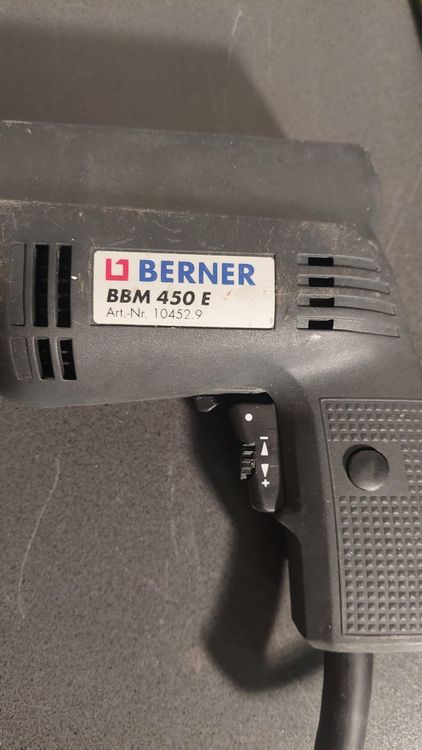 BERNER
BBM 450 E
Art.-Nr. 10452.9
- +